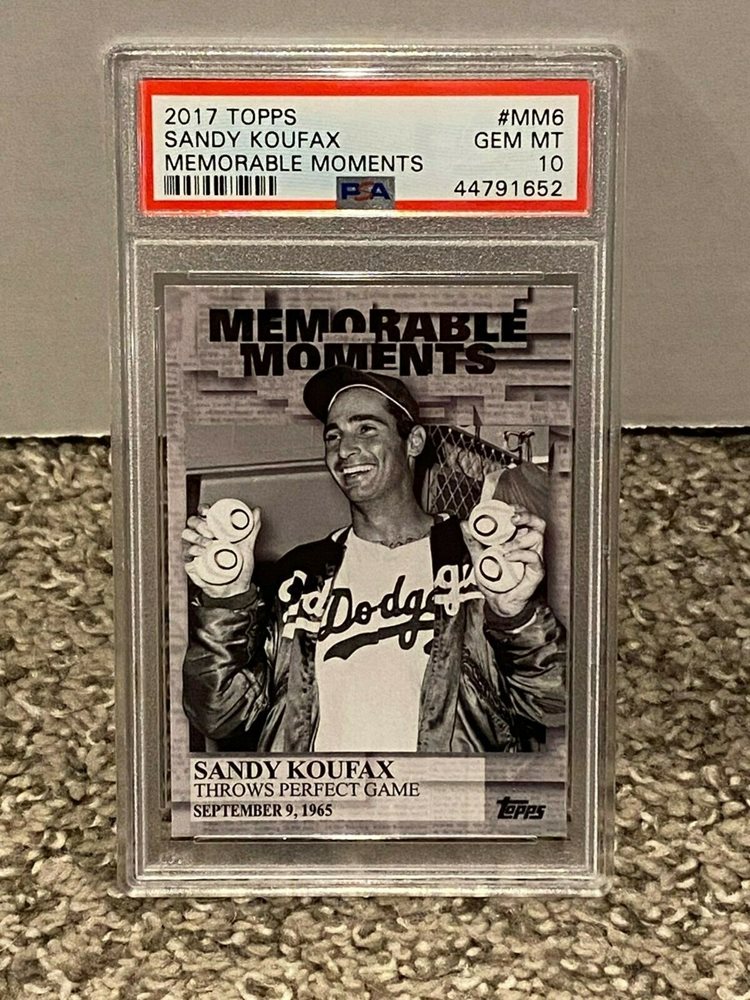 2017 TOPPS #MM6
SANDY KOUFAX GEM MT
MEMORABLE MOMENTS 10
PSA 44791652
MEMORABLE
MOMENTS
O O
O O
Dodge
SANDY KOUFAX
THROWS PERFECT GAME
SEPTEMBER 9, 1965
topps